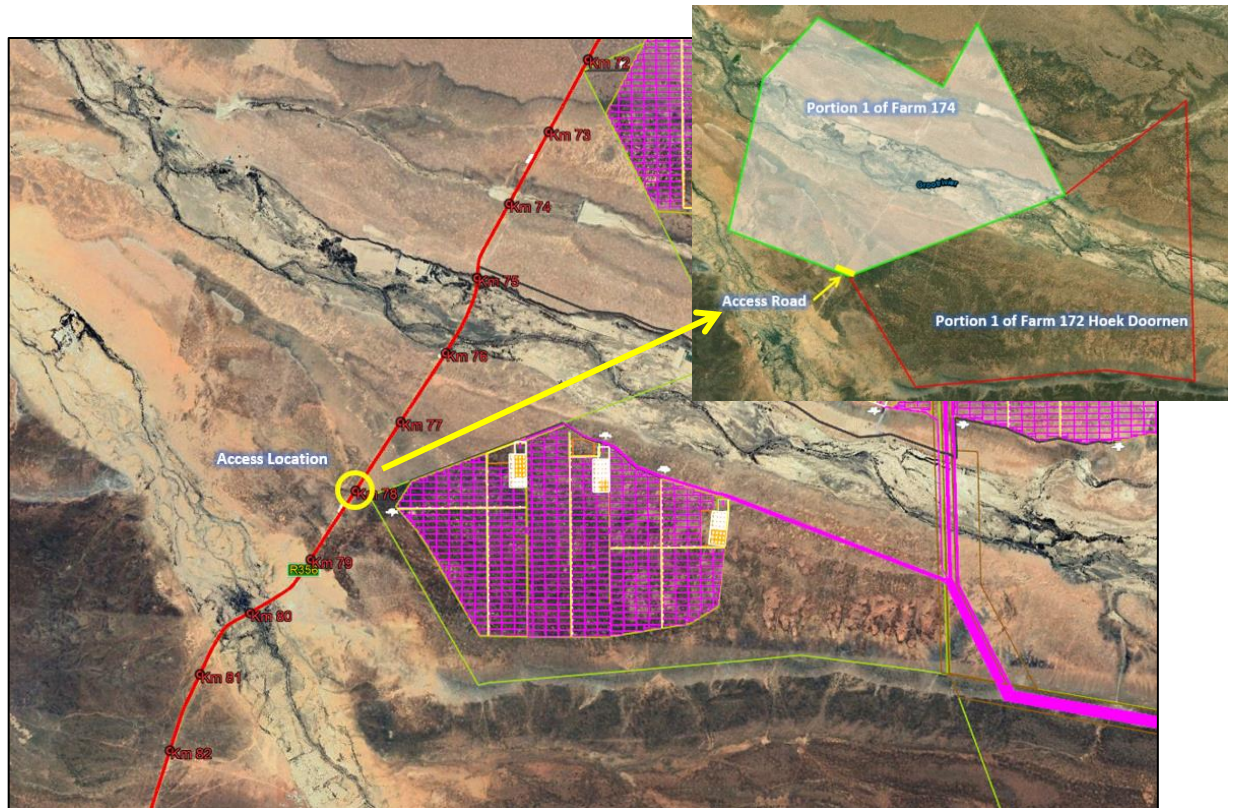 Km 72
Km 73
Km 74
Km 75
Km 76
Km 77
Access Location
Km 78
Km 79
R356
Km 80
Km 81
Km 82
Portion 1 of Farm 174
Access Road
Portion 1 of Farm 172 Hoek Doornen